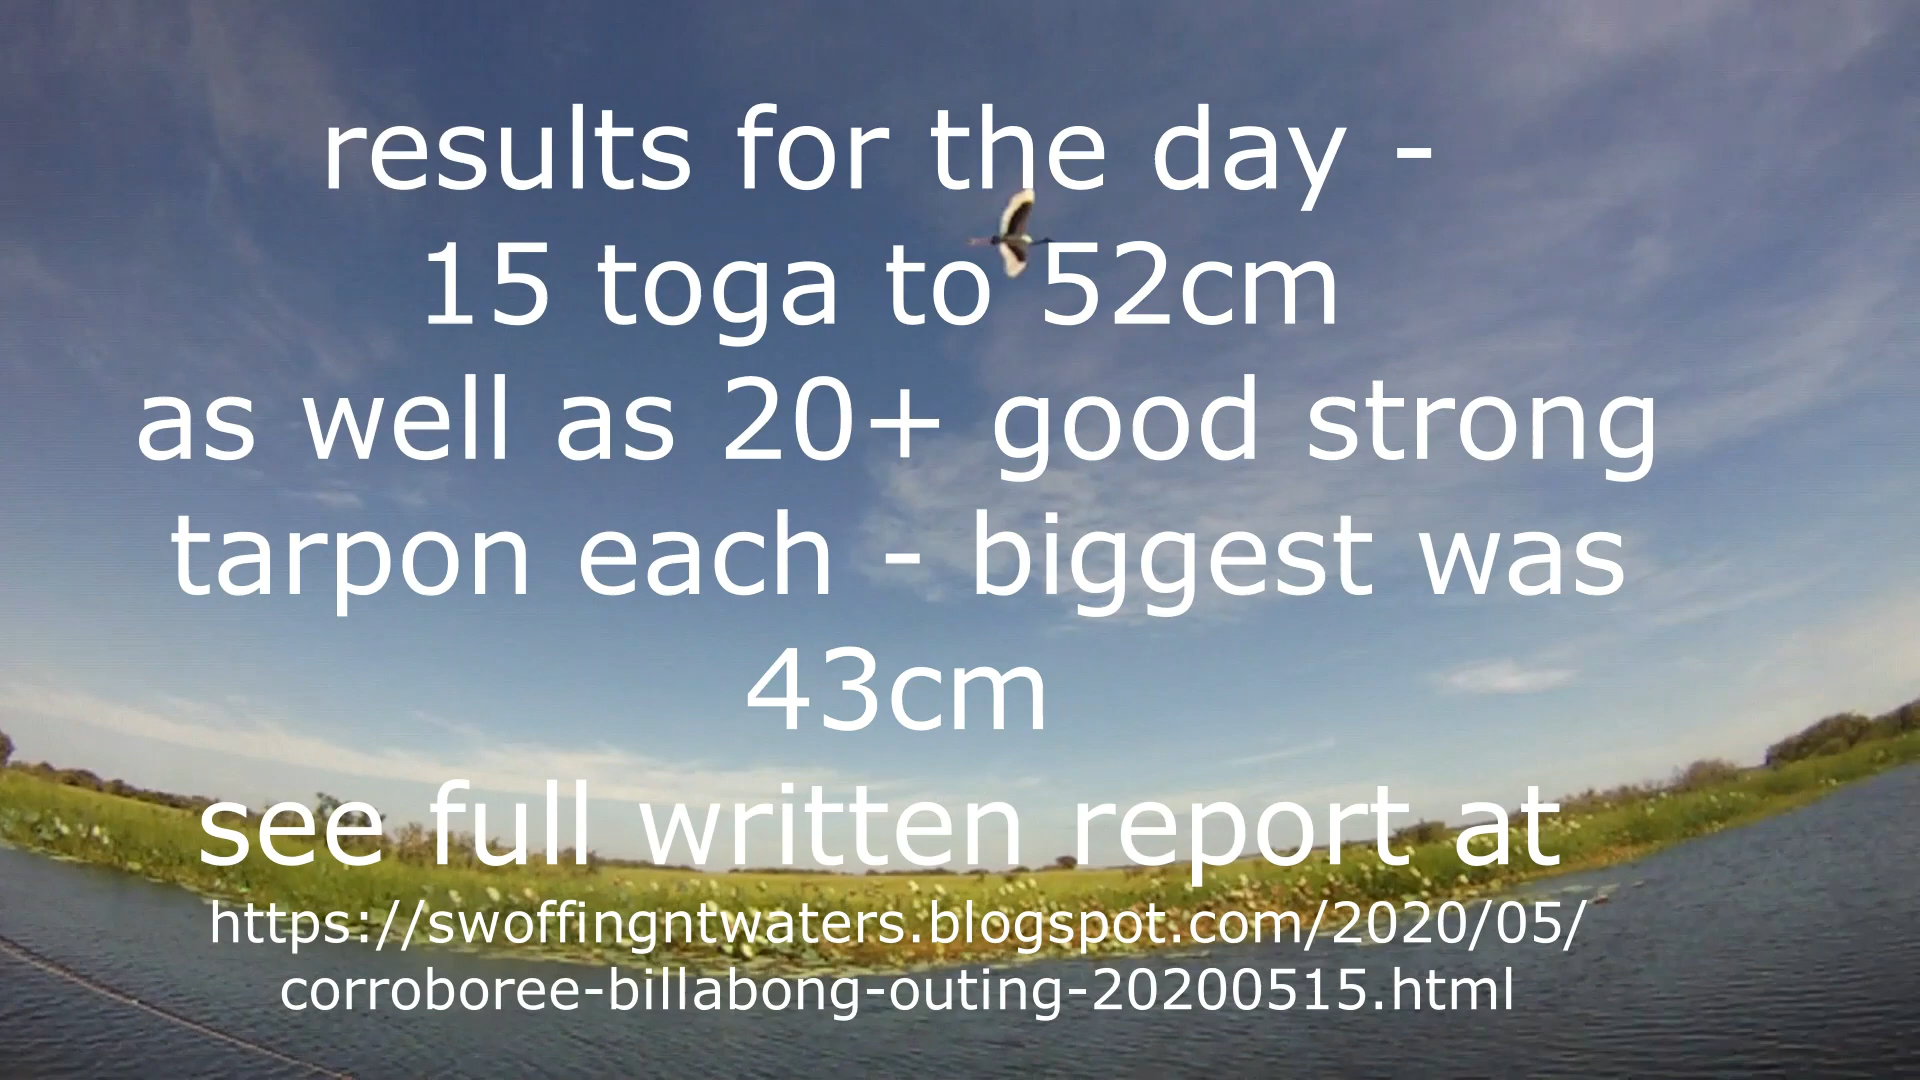 results for the day -
15 toga to 52cm
as well as 20+ good strong
tarpon each - biggest was
43cm
see full written report at
https://swoffingntwaters.blogspot.com/2020/05/
corroboree-billabong-outing-20200515.html